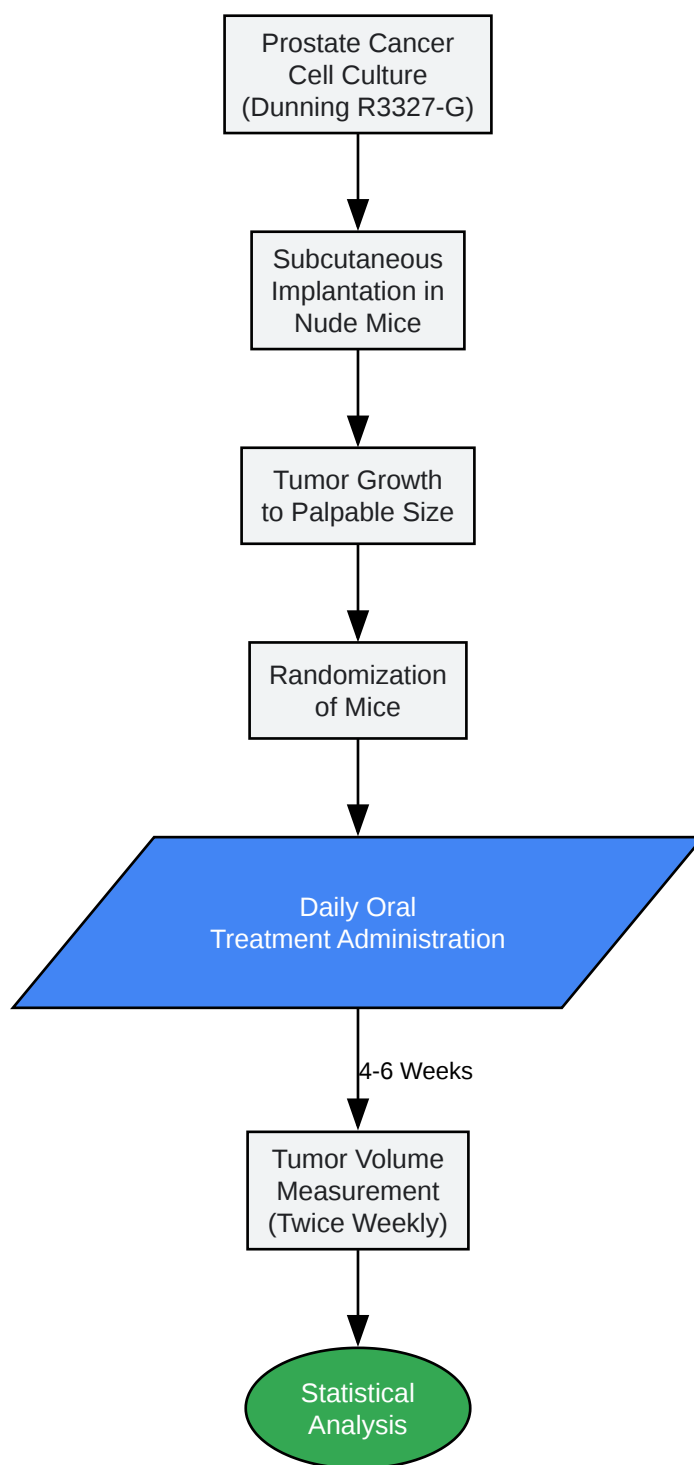 Prostate Cancer
Cell Culture
(Dunning R3327-G)
Subcutaneous
Implantation in
Nude Mice
Tumor Growth
to Palpable Size
Randomization
of Mice
Daily Oral
Treatment Administration
4-6 Weeks
Tumor Volume
Measurement
(Twice Weekly)
Statistical
Analysis